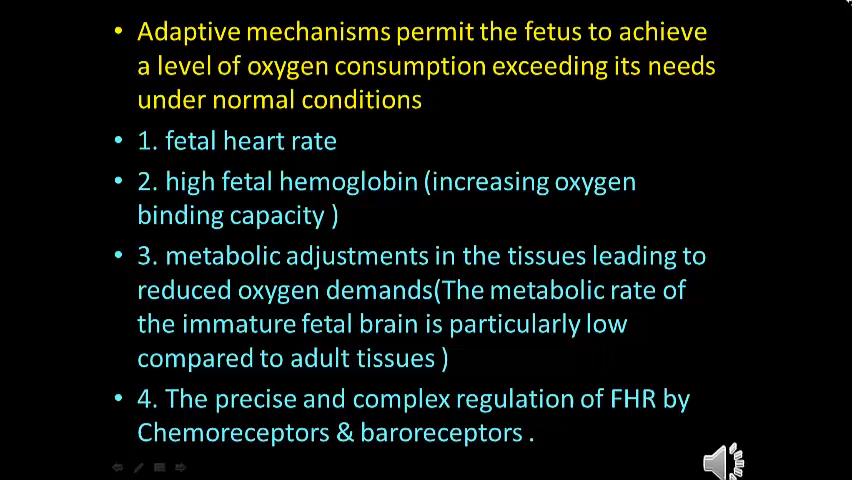 • Adaptive mechanisms permit the fetus to achieve
a level of oxygen consumption exceeding its needs
under normal conditions
• 1. fetal heart rate
• 2. high fetal hemoglobin (increasing oxygen
binding capacity )
• 3. metabolic adjustments in the tissues leading to
reduced oxygen demands(The metabolic rate of
the immature fetal brain is particularly low
compared to adult tissues )
• 4. The precise and complex regulation of FHR by
Chemoreceptors & baroreceptors .